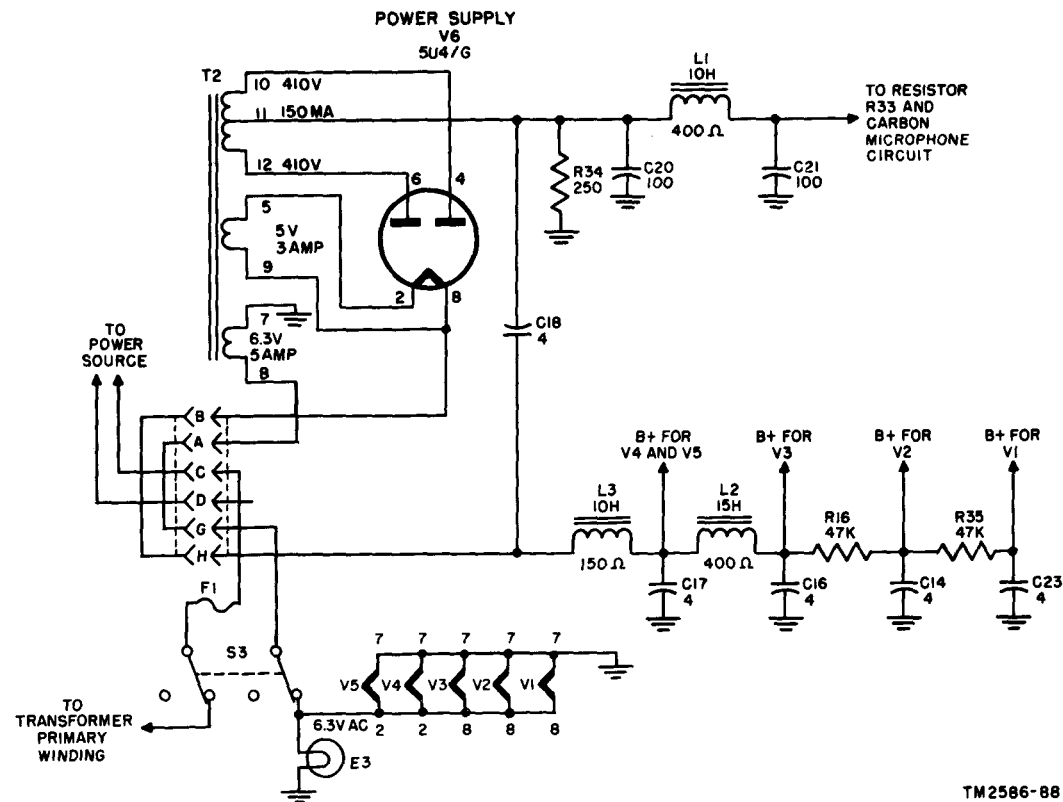 POWER SUPPLY
V6
5U4/G
T2
10 410V
11 150MA
12 410V
6 4
5
5V
3AMP
9
2 8
7
6.3V
5AMP
8
L1
10H
400Ω
TO RESISTOR
R33 AND
CARBON
MICROPHONE
CIRCUIT
R34
250
C20
100
C21
100
C18
4
TO
POWER
SOURCE
B
A
C
D
G
H
F1
S3
TO
TRANSFORMER
PRIMARY
WINDING
B+ FOR
V4 AND V5
B+ FOR
V3
B+ FOR
V2
B+ FOR
V1
L3
10H
150Ω
L2
15H
400Ω
R16
47K
R35
47K
C17
4
C16
4
C14
4
C23
4
7 7 7 7 7
V5 V4 V3 V2 V1
6.3V AC
2 2 8 8 8
E3
TM2586-88